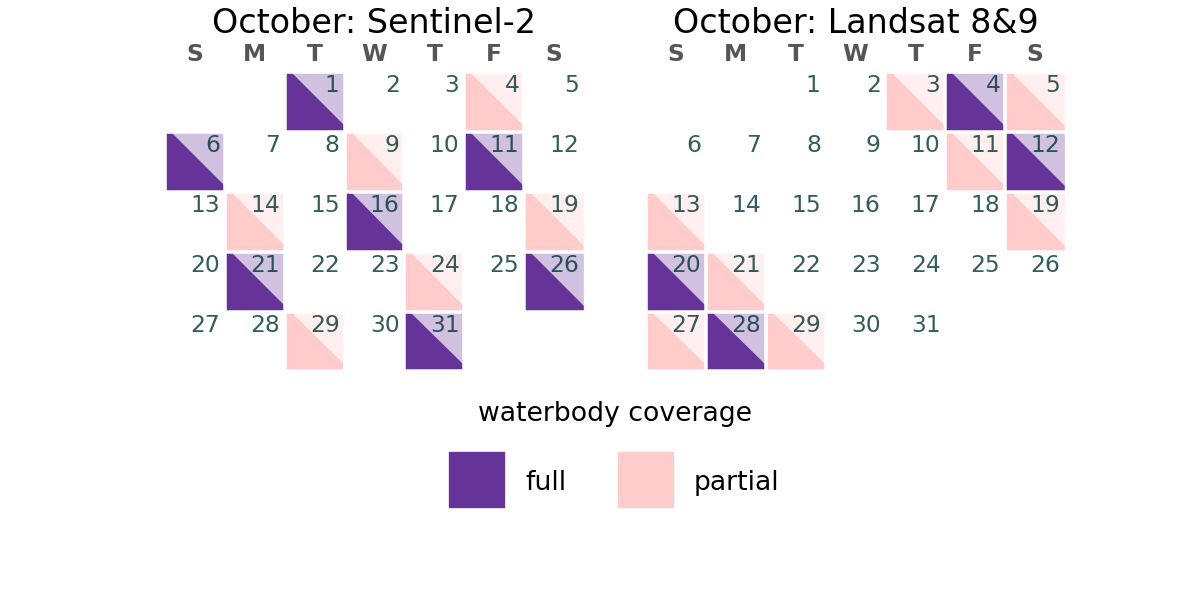 October: Sentinel-2
S M T W T F S
1 2 3 4 5
6 7 8 9 10 11 12
13 14 15 16 17 18 19
20 21 22 23 24 25 26
27 28 29 30 31
October: Landsat 8&9
S M T W T F S
1 2 3 4 5
6 7 8 9 10 11 12
13 14 15 16 17 18 19
20 21 22 23 24 25 26
27 28 29 30 31
waterbody coverage
full partial